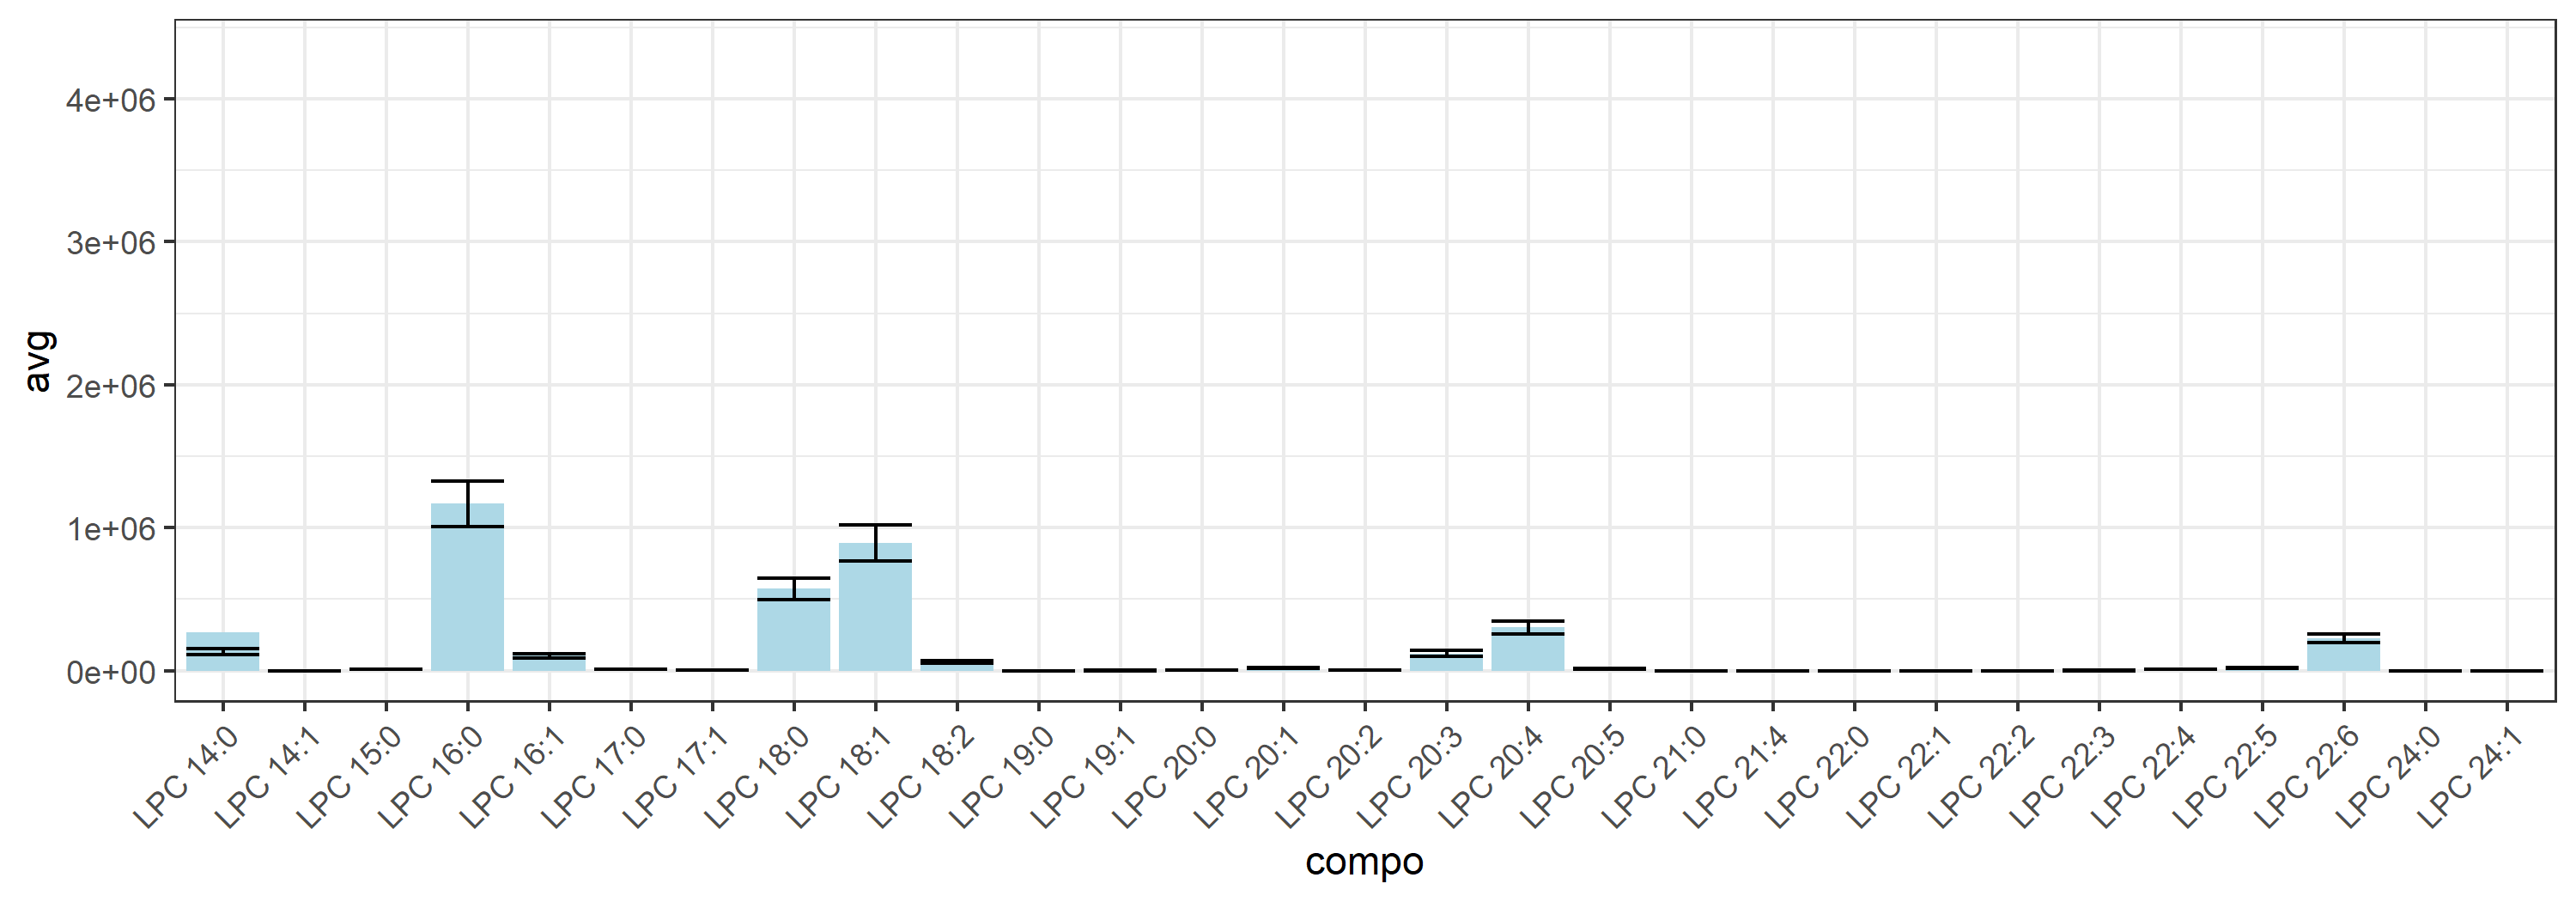 avg
4e+06
3e+06
2e+06
1e+06
0e+00
LPC 14:0
LPC 14:1
LPC 15:0
LPC 16:0
LPC 16:1
LPC 17:0
LPC 17:1
LPC 18:0
LPC 18:1
LPC 18:2
LPC 19:0
LPC 19:1
LPC 20:0
LPC 20:1
LPC 20:2
LPC 20:3
LPC 20:4
LPC 20:5
LPC 21:0
LPC 21:4
LPC 22:0
LPC 22:1
LPC 22:2
LPC 22:3
LPC 22:4
LPC 22:5
LPC 22:6
LPC 24:0
LPC 24:1
compo